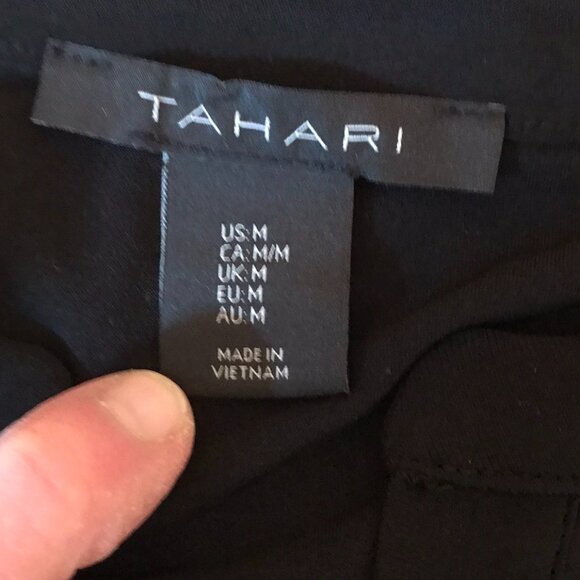 TAHARI
US: M
CA: M/M
UK: M
EU: M
AU: M
MADE IN
VIETNAM